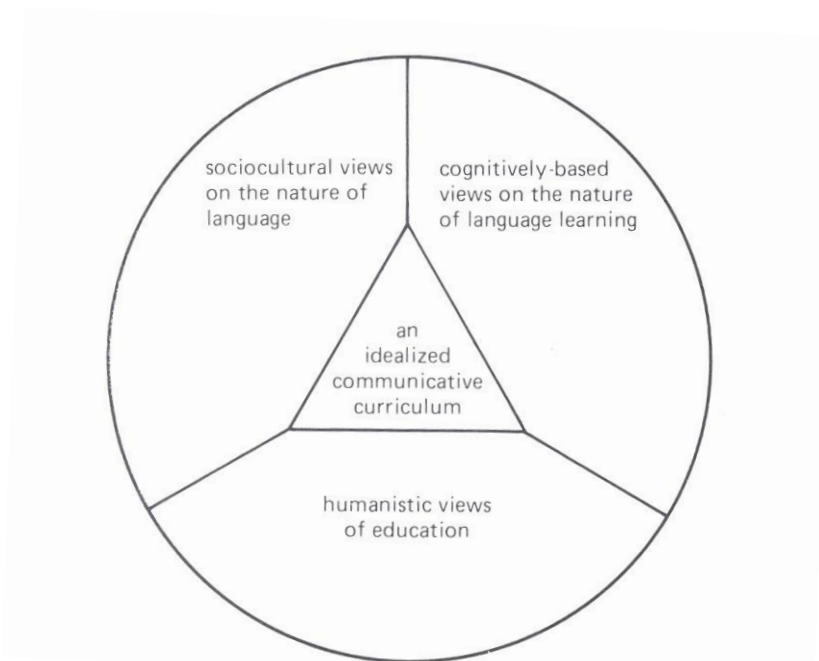 sociocultural views
on the nature of
language
cognitively-based
views on the nature
of language learning
an
idealized
communicative
curriculum
humanistic views
of education